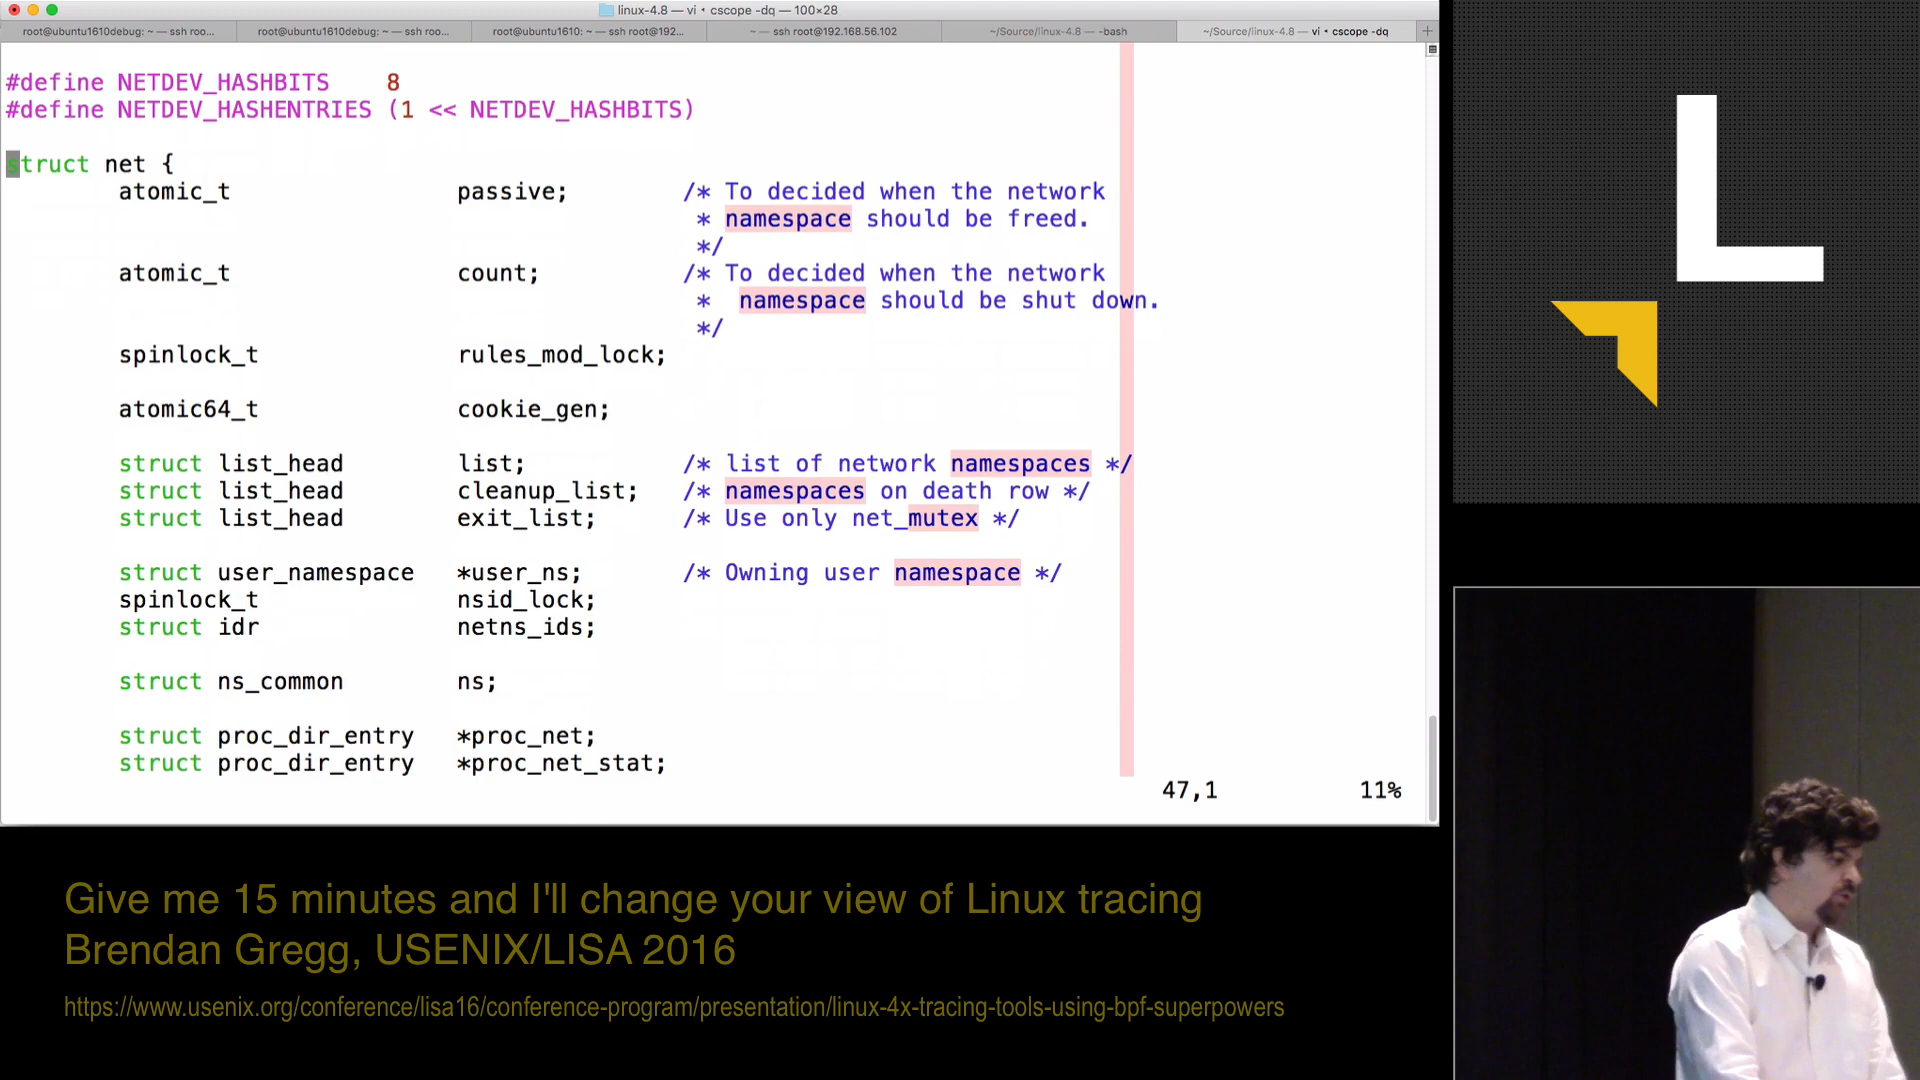 linux-4.8 — vi • cscope -dq — 100×28
root@ubuntu1610debug: ~ — ssh roo...
root@ubuntu1610debug: ~ — ssh roo...
root@ubuntu1610: ~ — ssh root@192...
~ — ssh root@192.168.56.102
~/Source/linux-4.8 — -bash
~/Source/linux-4.8 — vi • cscope -dq
+
#define NETDEV_HASHBITS    8
#define NETDEV_HASHENTRIES (1 << NETDEV_HASHBITS)
struct net {
atomic_t passive; /* To decided when the network
* namespace should be freed.
*/
atomic_t count; /* To decided when the network
*  namespace should be shut down.
*/
spinlock_t rules_mod_lock;
atomic64_t cookie_gen;
struct list_head list; /* list of network namespaces */
struct list_head cleanup_list; /* namespaces on death row */
struct list_head exit_list; /* Use only net_mutex */
struct user_namespace *user_ns; /* Owning user namespace */
spinlock_t nsid_lock;
struct idr netns_ids;
struct ns_common ns;
struct proc_dir_entry *proc_net;
struct proc_dir_entry *proc_net_stat;
47,1 11%
Give me 15 minutes and I'll change your view of Linux tracing
Brendan Gregg, USENIX/LISA 2016
https://www.usenix.org/conference/lisa16/conference-program/presentation/linux-4x-tracing-tools-using-bpf-superpowers
L